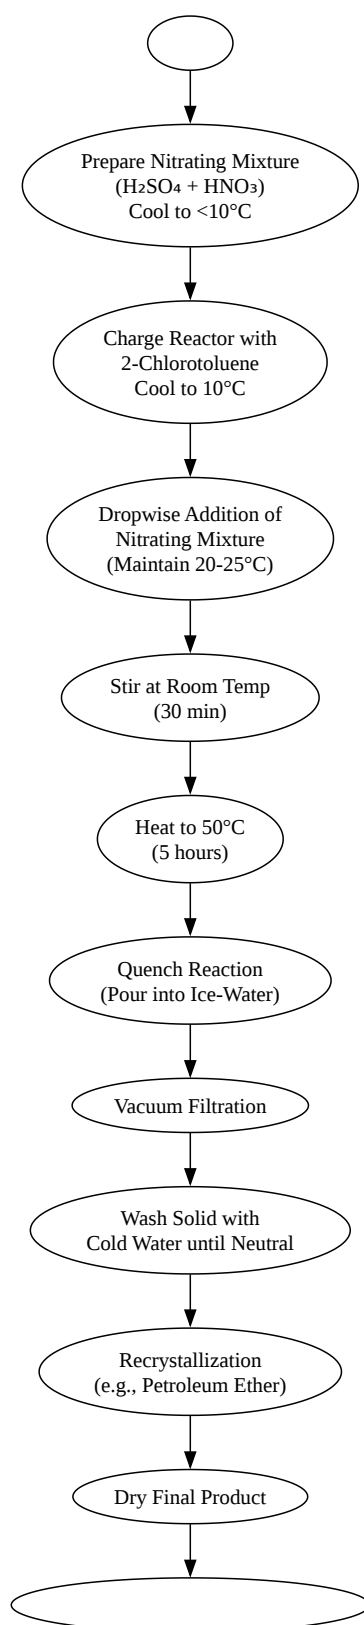 Prepare Nitrating Mixture
(H₂SO₄ + HNO₃)
Cool to <10°C
Charge Reactor with
2-Chlorotoluene
Cool to 10°C
Dropwise Addition of
Nitrating Mixture
(Maintain 20-25°C)
Stir at Room Temp
(30 min)
Heat to 50°C
(5 hours)
Quench Reaction
(Pour into Ice-Water)
Vacuum Filtration
Wash Solid with
Cold Water until Neutral
Recrystallization
(e.g., Petroleum Ether)
Dry Final Product